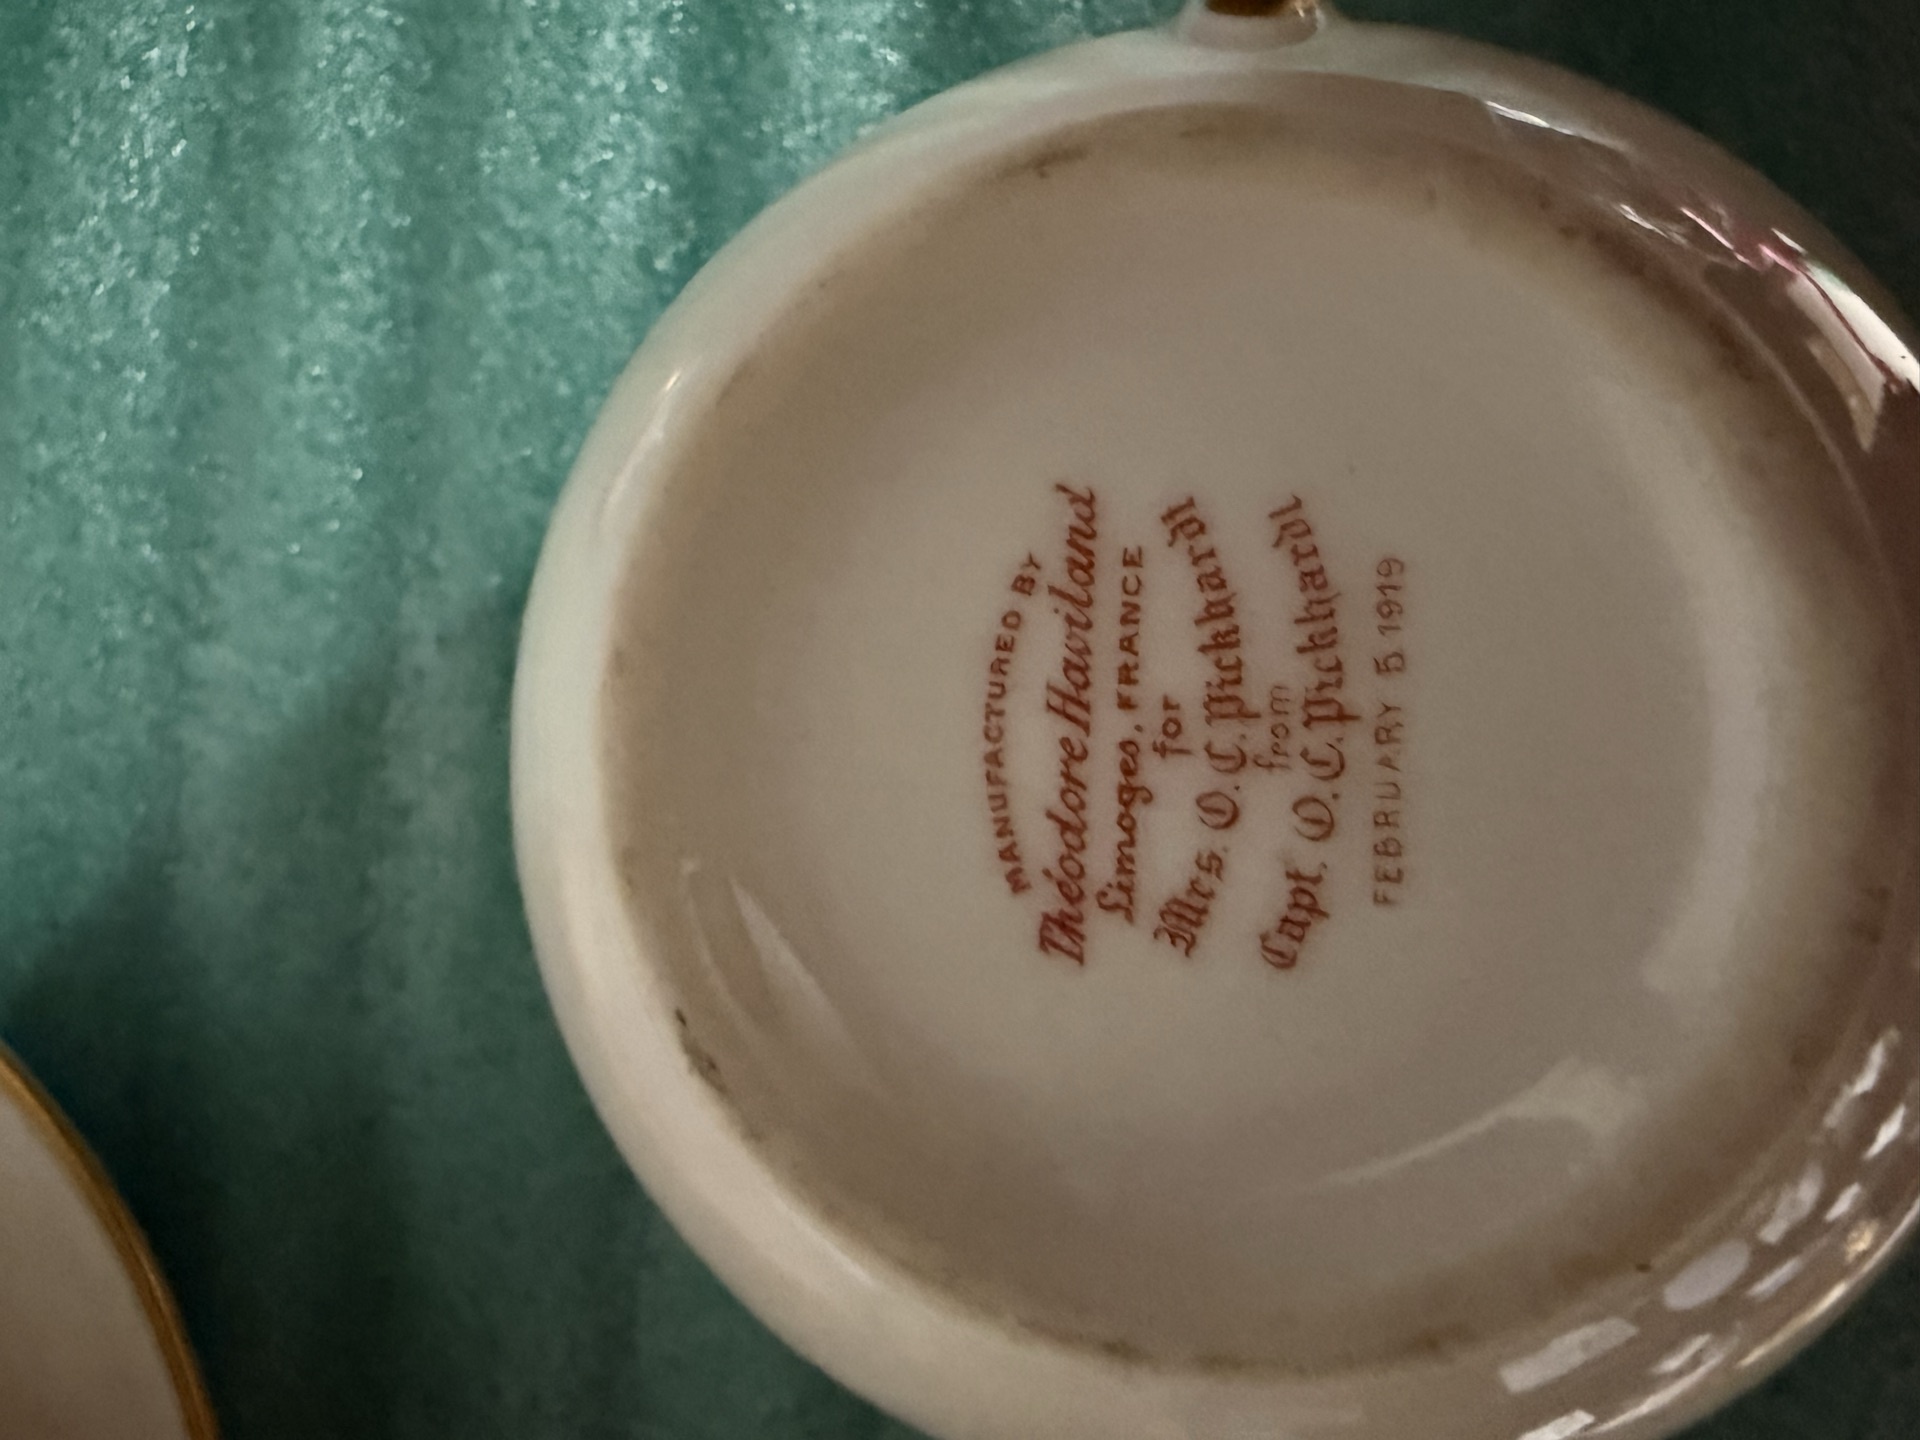 MANUFACTURED BY
Théodore Haviland
Limoges, FRANCE
for
Mrs. O. C. Pickhardt
from
Capt. O. C. Pickhardt
FEBRUARY 5 1919